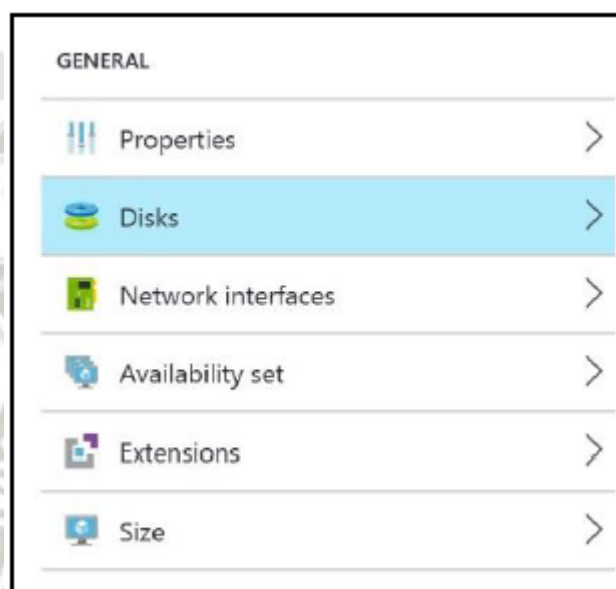 GENERAL
Properties
Disks
Network interfaces
Availability set
Extensions
Size